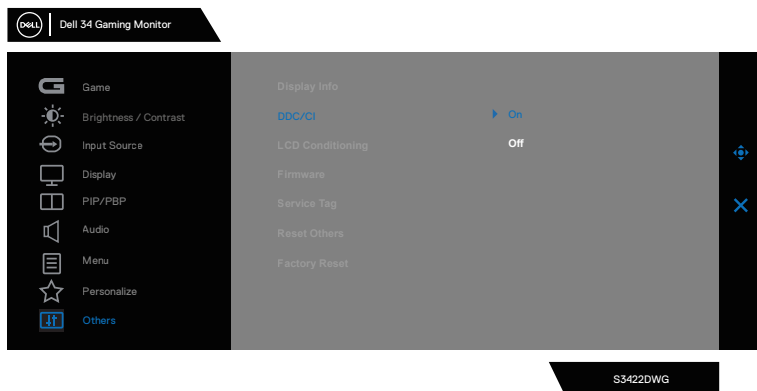 DELL
Dell 34 Gaming Monitor
Game
Brightness / Contrast
Input Source
Display
PIP/PBP
Audio
Menu
Personalize
Others
Display Info
DDC/CI
On
Off
LCD Conditioning
Firmware
Service Tag
Reset Others
Factory Reset
S3422DWG